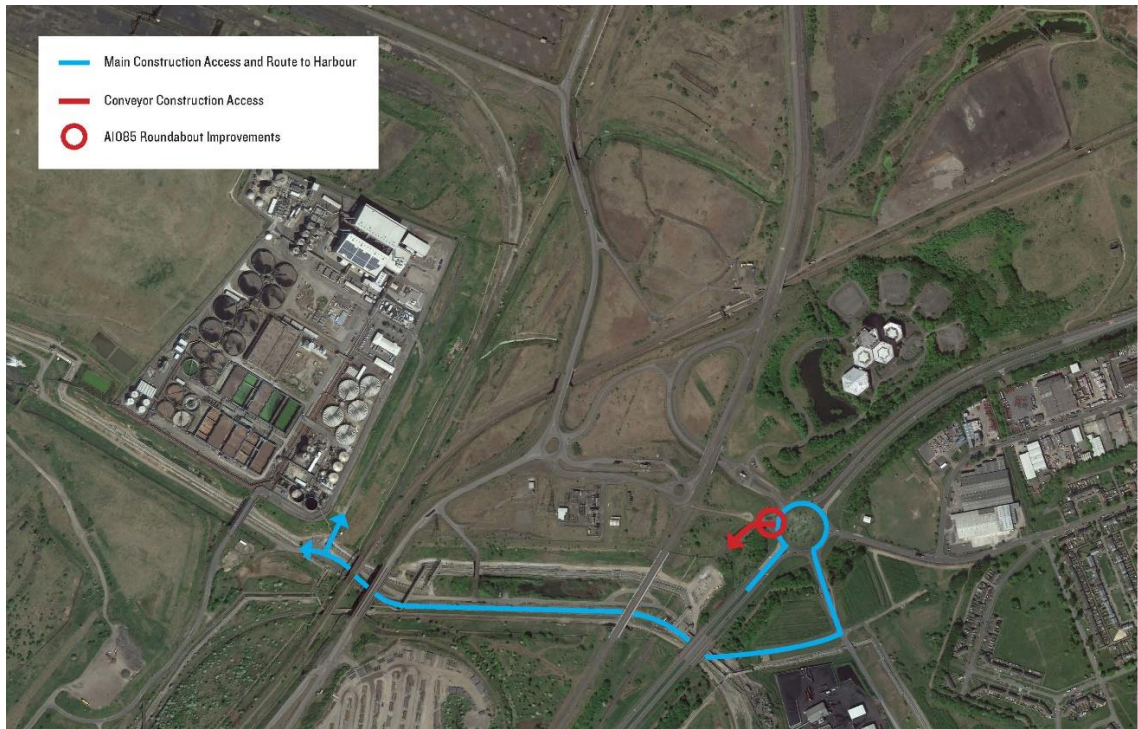 Main Construction Access and Route to Harbour
Conveyor Construction Access
A1085 Roundabout Improvements